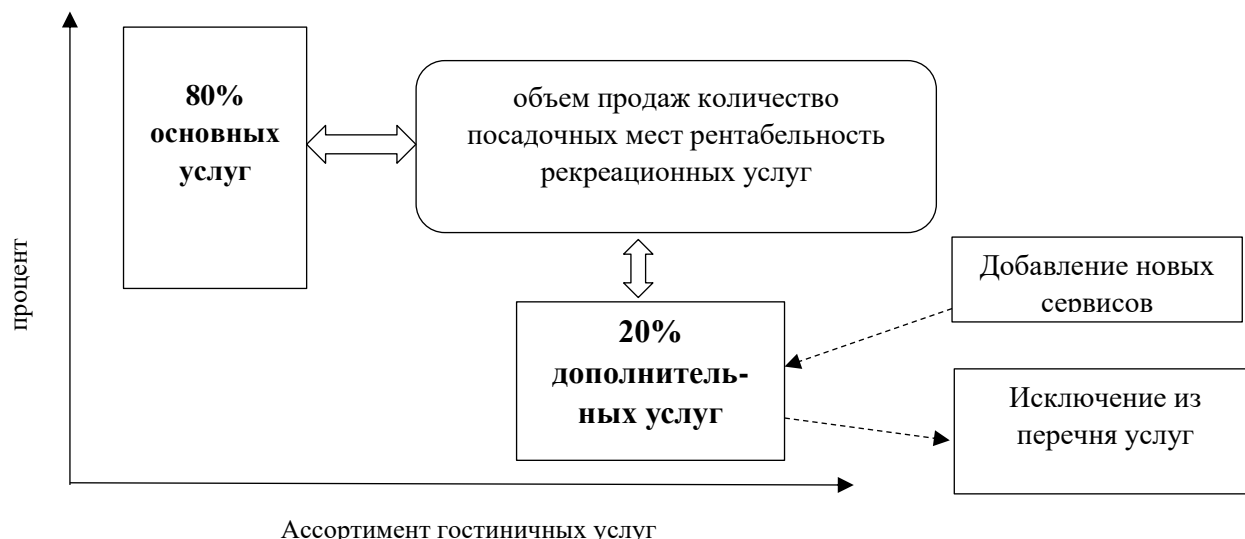 80%
основных
услуг
объем продаж количество
посадочных мест рентабельность
рекреационных услуг
процент
Добавление новых
сервисов
20%
дополнитель-
ных услуг
Исключение из
перечня услуг
Ассортимент гостиничных услуг